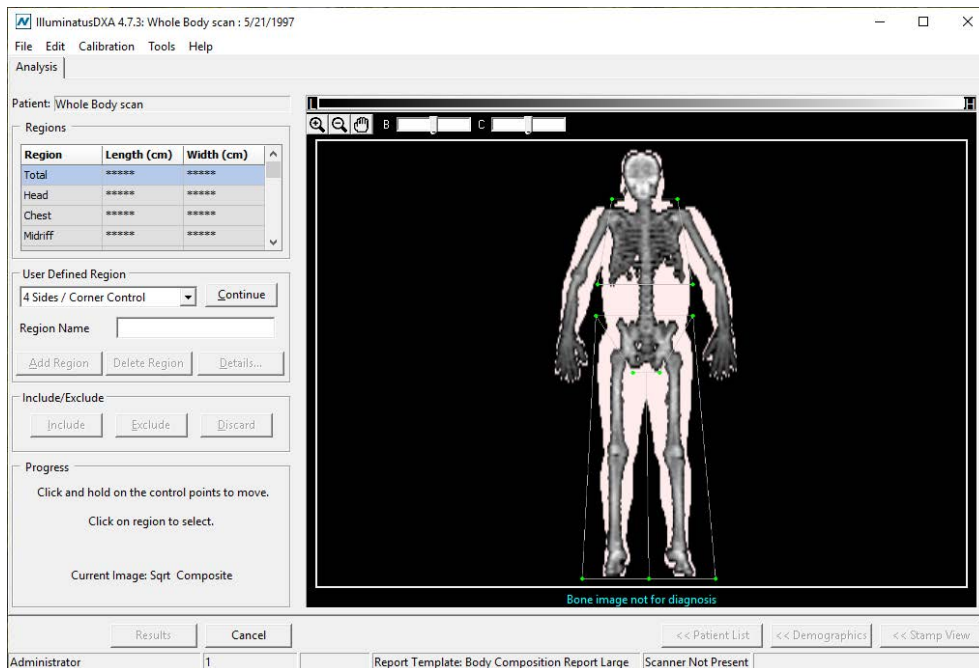 IlluminatusDXA 4.7.3: Whole Body scan : 5/21/1997
File Edit Calibration Tools Help
Analysis
Patient: Whole Body scan
Regions
Region Length (cm) Width (cm)
Total ***** *****
Head ***** *****
Chest ***** *****
Midriff ***** *****
User Defined Region
4 Sides / Corner Control Continue
Region Name
Add Region Delete Region Details...
Include/Exclude
Include Exclude Discard
Progress
Click and hold on the control points to move.
Click on region to select.
Current Image: Sqrt Composite
L H
B C
Bone image not for diagnosis
Results Cancel << Patient List << Demographics << Stamp View
Administrator 1 Report Template: Body Composition Report Large Scanner Not Present